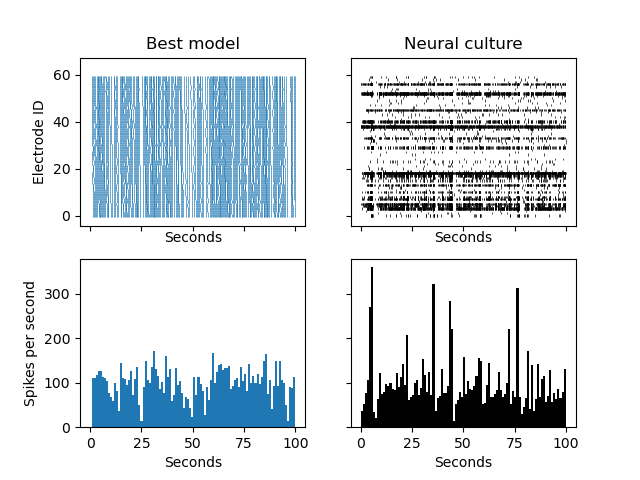 Best model
Neural culture
Electrode ID
60
40
20
0
Seconds
Seconds
Spikes per second
300
200
100
0
0 25 50 75 100
0 25 50 75 100
Seconds
Seconds